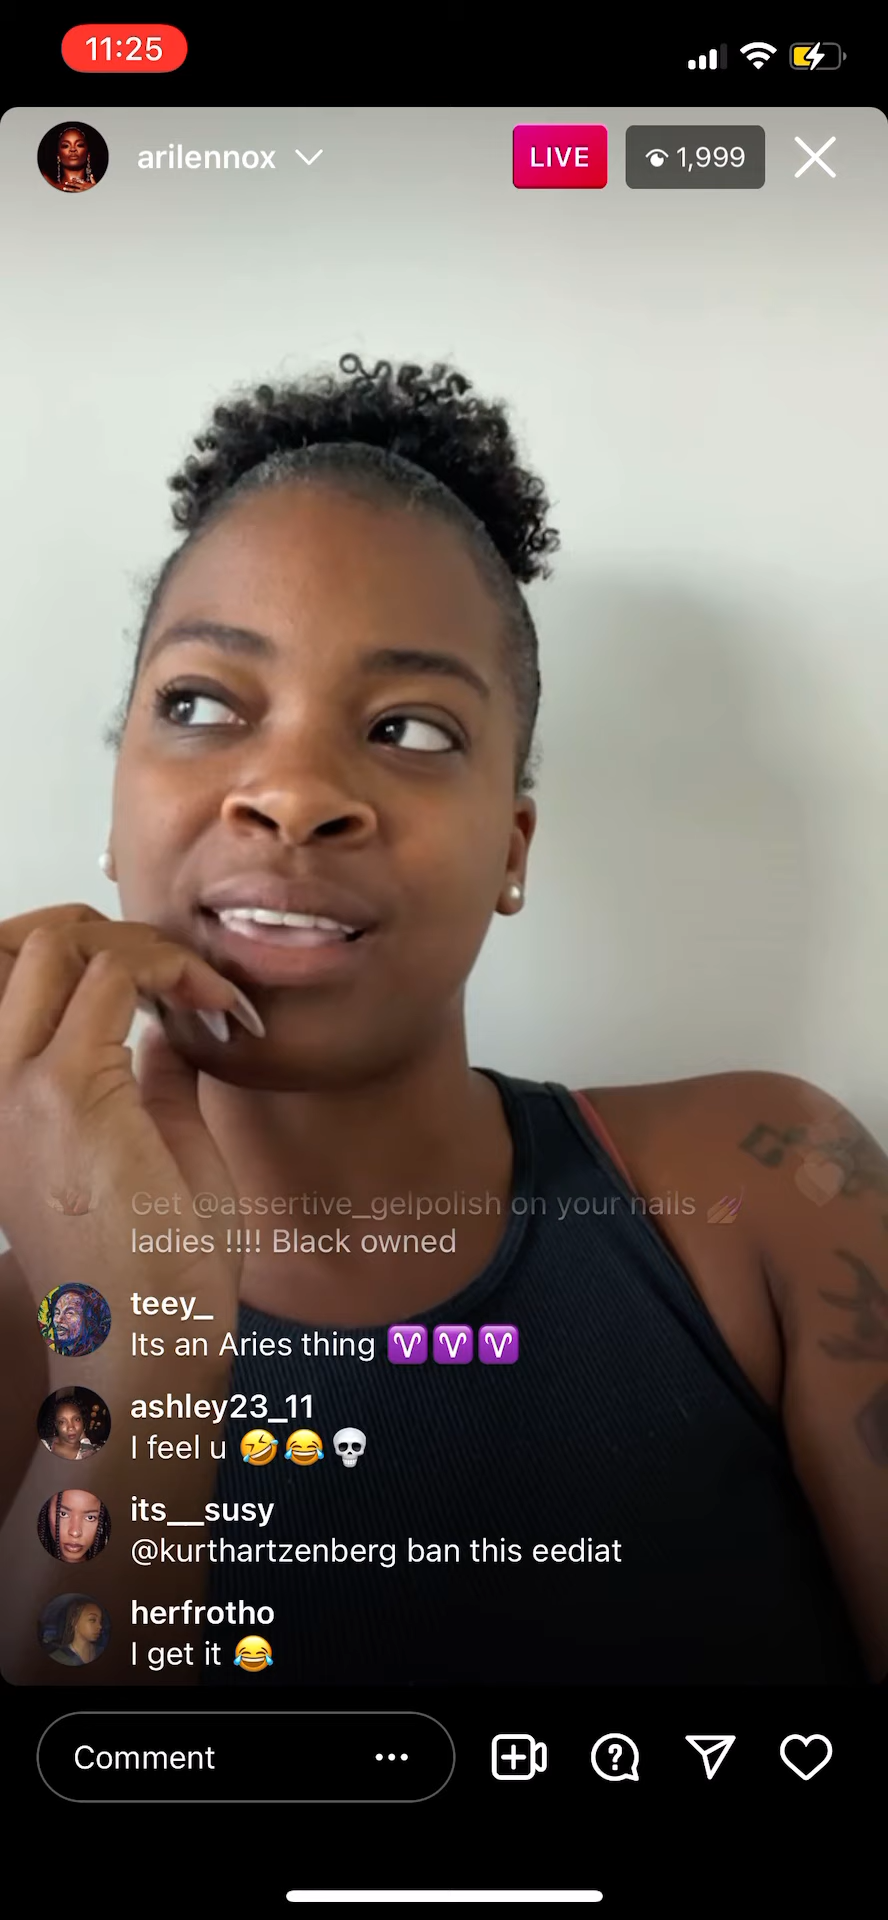 11:25
arilennox
LIVE
1,999
Get @assertive_gelpolish on your nails 💅🏾
ladies !!!! Black owned
teey_
Its an Aries thing ♈♈♈
ashley23_11
I feel u 🤣😂💀
its__susy
@kurthartzenberg ban this eediat
herfrotho
I get it 😂
Comment